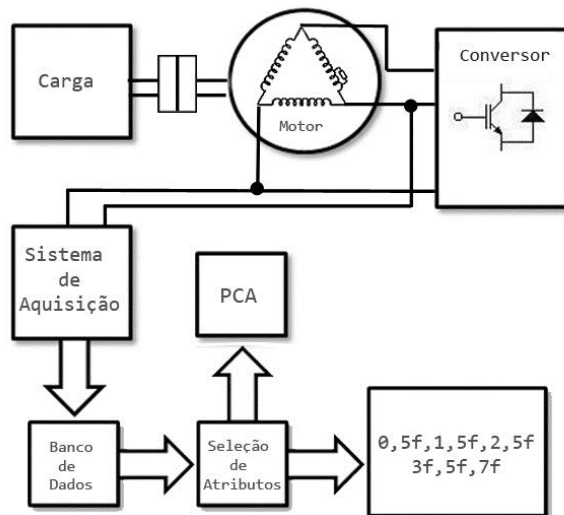 Carga
Motor
Conversor
Sistema
de
Aquisição
PCA
Banco
de
Dados
Seleção
de
Atributos
0,5f,1,5f,2,5f
3f,5f,7f